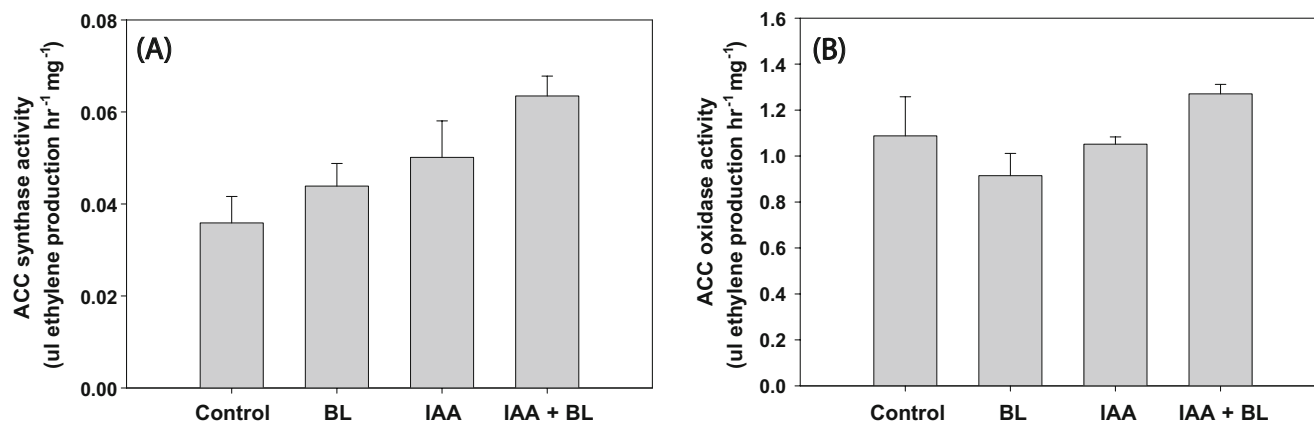 (A)
ACC synthase activity
(ul ethylene production hr⁻¹ mg⁻¹)
0.08
0.06
0.04
0.02
0.00
Control BL IAA IAA + BL
(B)
ACC oxidase activity
(ul ethylene production hr⁻¹ mg⁻¹)
1.6
1.4
1.2
1.0
0.8
0.6
0.4
0.2
0.0
Control BL IAA IAA + BL